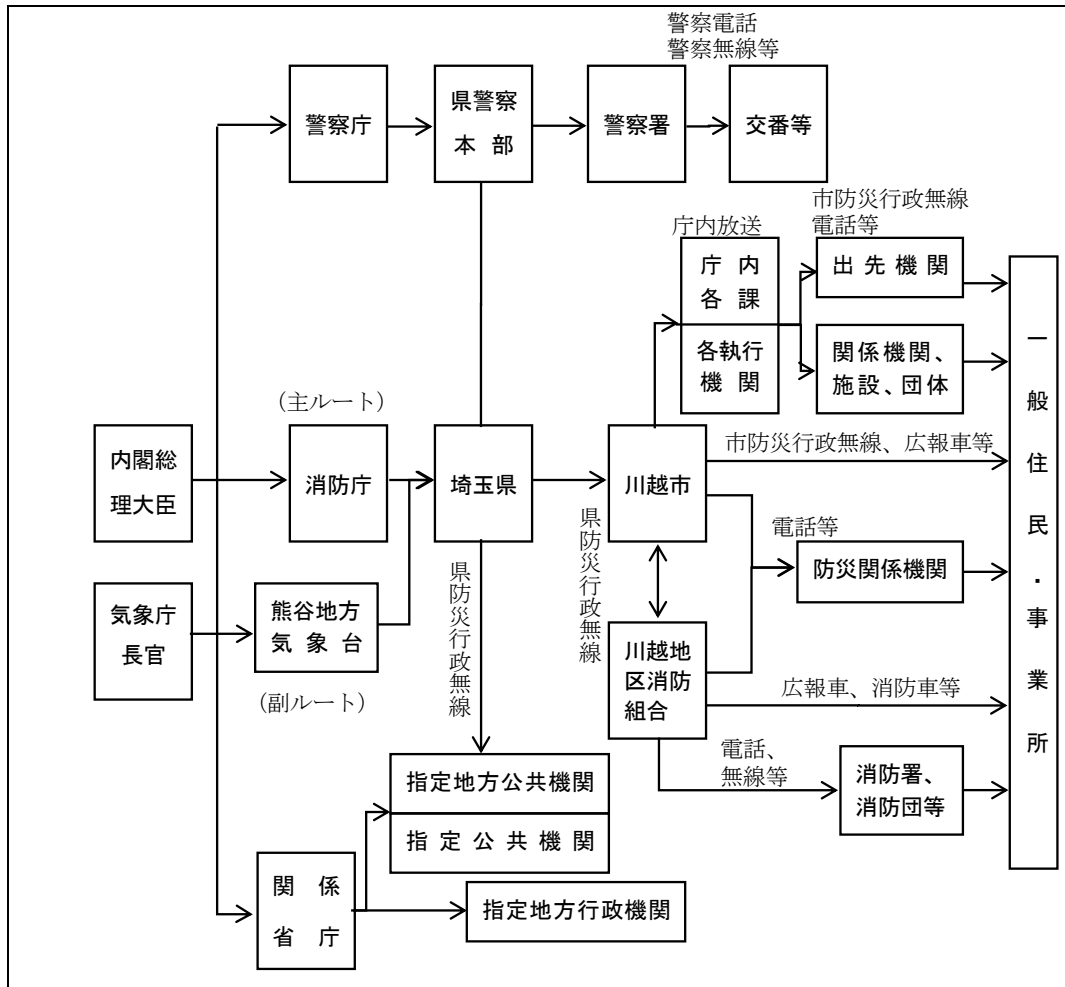 警察電話
警察無線等
警察庁
県警察
本部
警察署
交番等
市防災行政無線
電話等
庁内放送
庁内
各課
各執行
機関
出先機関
関係機関、
施設、団体
(主ルート)
内閣総
理大臣
消防庁
埼玉県
川越市
市防災行政無線、広報車等
電話等
防災関係機関
県防災行政無線
県防災行政無線
気象庁
長官
熊谷地方
気象台
(副ルート)
川越地
区消防
組合
広報車、消防車等
電話、
無線等
消防署、
消防団等
指定地方公共機関
指定公共機関
関係
省庁
指定地方行政機関
一般住民・事業所